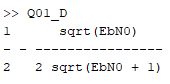 >> Q01_D
1       sqrt(EbN0)
- - ----------------
2   2 sqrt(EbN0 + 1)